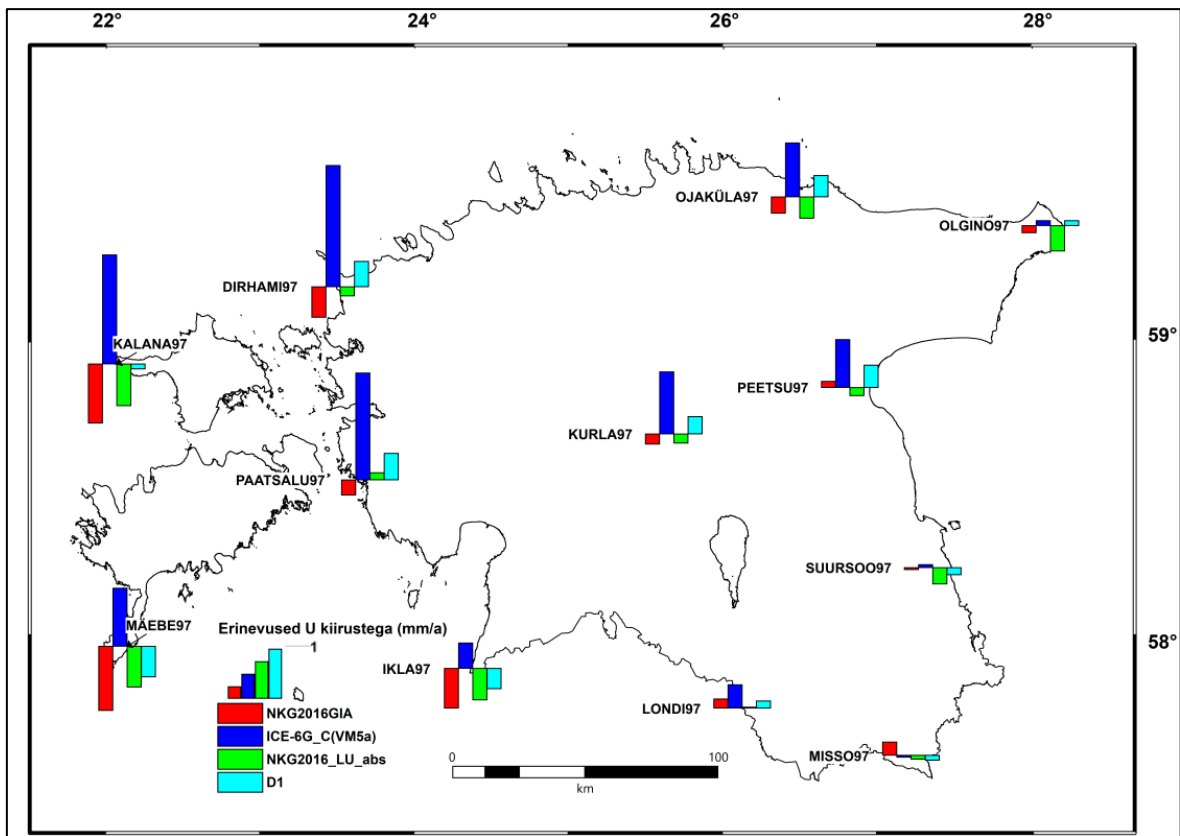 22° 24° 26° 28°
OJAKÜLA97
OLGINO97
DIRHAMI97
59°
KALANA97
PEETSU97
KURLA97
PAATSALU97
SUURSOO97
MÄEBE97
58°
Erinevused U kiirustega (mm/a)
1
IKLA97
LONDI97
NKG2016GIA
ICE-6G_C(VM5a)
NKG2016_LU_abs
D1
0 100
km
MISSO97